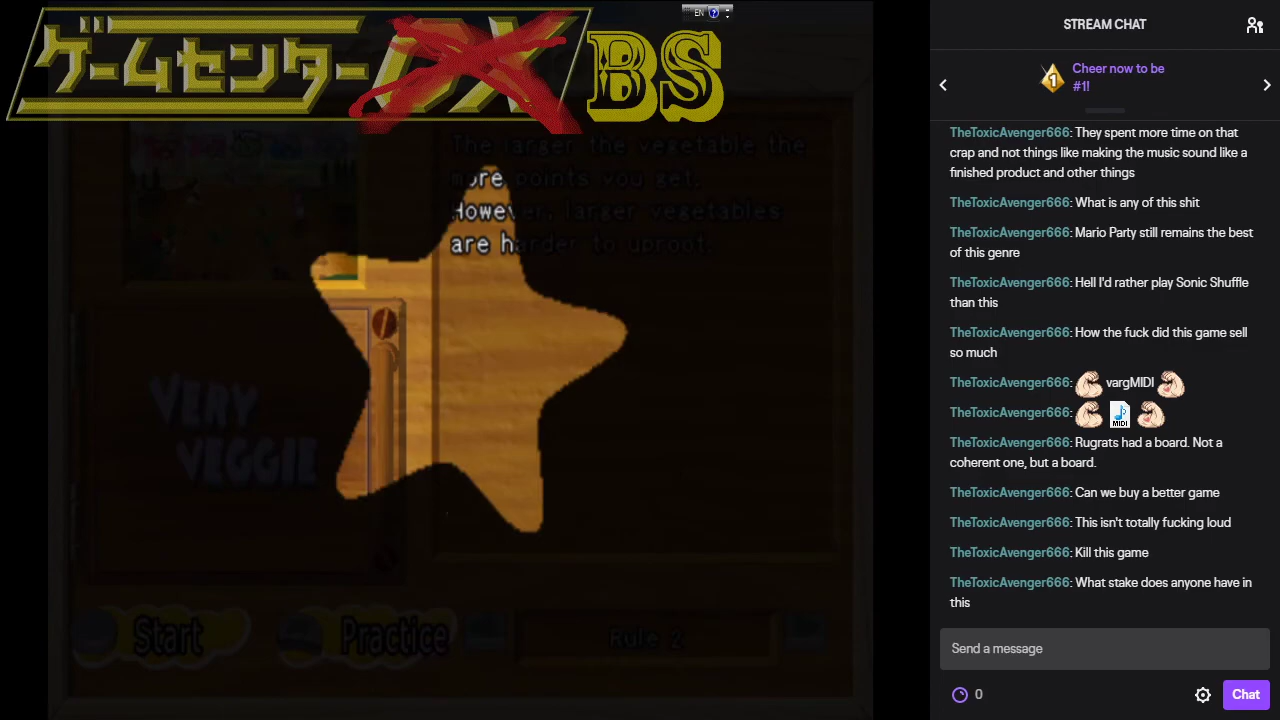 ゲームセンターDX BS
EN
The larger the vegetable the
more points you get.
However, larger vegetables
are harder to uproot.
VERY
VEGGIE
Start
Practice
Rule 2
STREAM CHAT
1
Cheer now to be
#1!
TheToxicAvenger666: They spent more time on that
crap and not things like making the music sound like a
finished product and other things
TheToxicAvenger666: What is any of this shit
TheToxicAvenger666: Mario Party still remains the best
of this genre
TheToxicAvenger666: Hell I'd rather play Sonic Shuffle
than this
TheToxicAvenger666: How the fuck did this game sell
so much
TheToxicAvenger666: vargMIDI
TheToxicAvenger666: MIDI
TheToxicAvenger666: Rugrats had a board. Not a
coherent one, but a board.
TheToxicAvenger666: Can we buy a better game
TheToxicAvenger666: This isn't totally fucking loud
TheToxicAvenger666: Kill this game
TheToxicAvenger666: What stake does anyone have in
this
Send a message
0
Chat